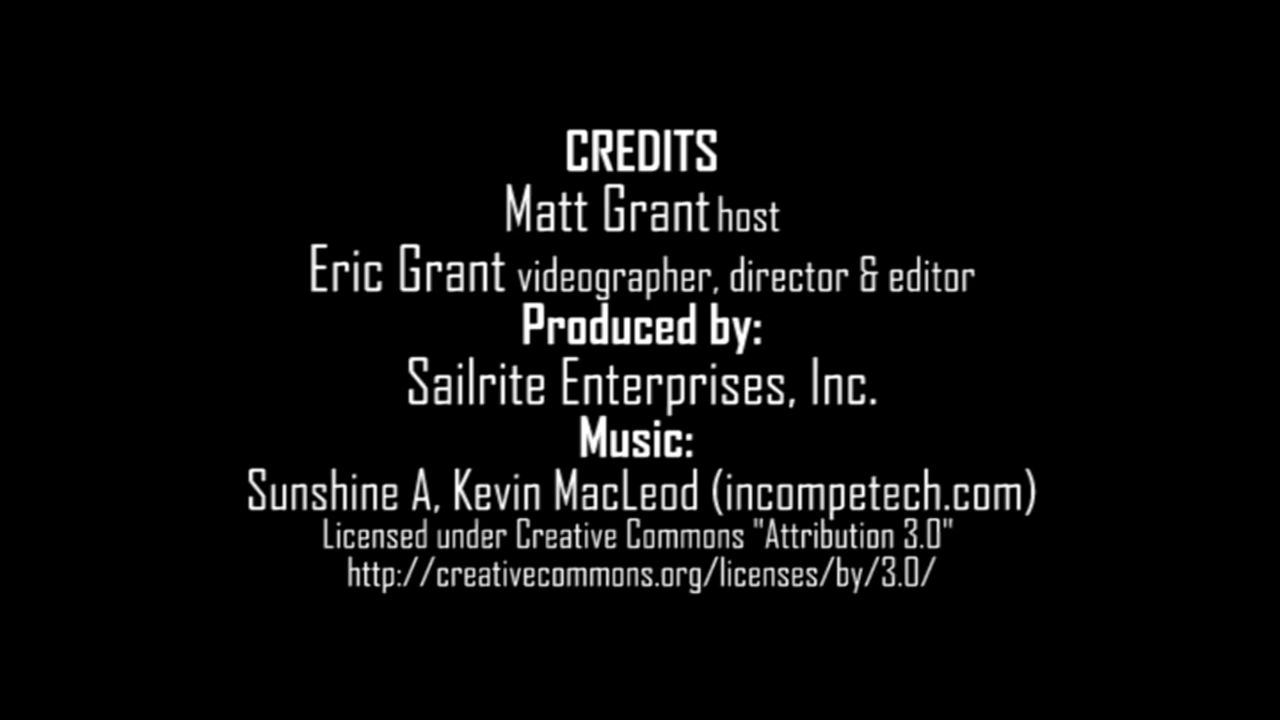 CREDITS
Matt Grant host
Eric Grant videographer, director & editor
Produced by:
Sailrite Enterprises, Inc.
Music:
Sunshine A, Kevin MacLeod (incompetech.com)
Licensed under Creative Commons "Attribution 3.0"
http://creativecommons.org/licenses/by/3.0/